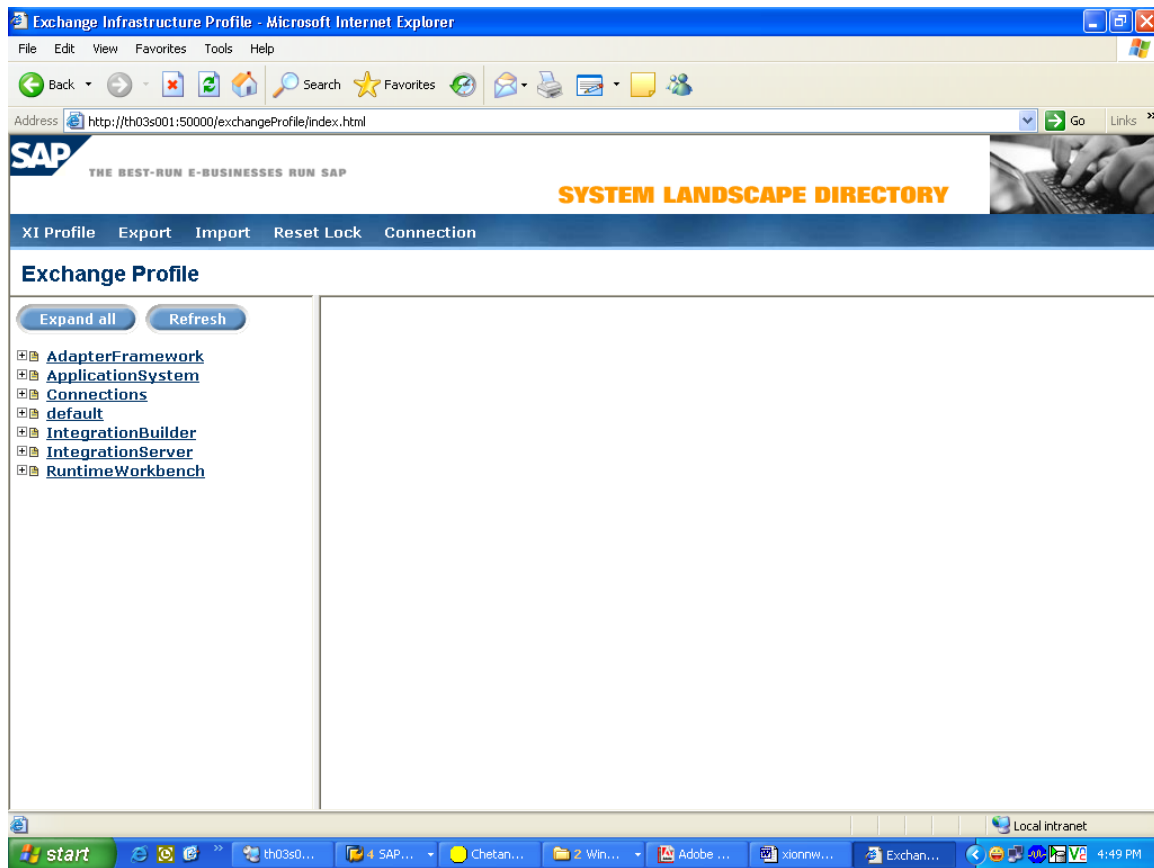 Exchange Infrastructure Profile - Microsoft Internet Explorer
File Edit View Favorites Tools Help
Back Search Favorites
Address http://th03s001:50000/exchangeProfile/index.html Go Links »
SAP
THE BEST-RUN E-BUSINESSES RUN SAP
SYSTEM LANDSCAPE DIRECTORY
XI Profile Export Import Reset Lock Connection
Exchange Profile
Expand all Refresh
AdapterFramework
ApplicationSystem
Connections
default
IntegrationBuilder
IntegrationServer
RuntimeWorkbench
Local intranet
start » th03s0... 4 SAP... Chetan... 2 Win... Adobe ... xionnw... Exchan... 4:49 PM